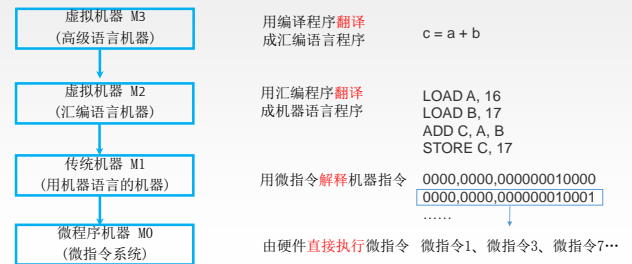 虚拟机器 M3
(高级语言机器)
用编译程序翻译
成汇编语言程序
c = a + b
虚拟机器 M2
(汇编语言机器)
用汇编程序翻译
成机器语言程序
LOAD A, 16
LOAD B, 17
ADD C, A, B
STORE C, 17
传统机器 M1
(用机器语言的机器)
用微指令解释机器指令
0000,0000,000000010000
0000,0000,000000010001
……
微程序机器 M0
(微指令系统)
由硬件直接执行微指令
微指令1、微指令3、微指令7…